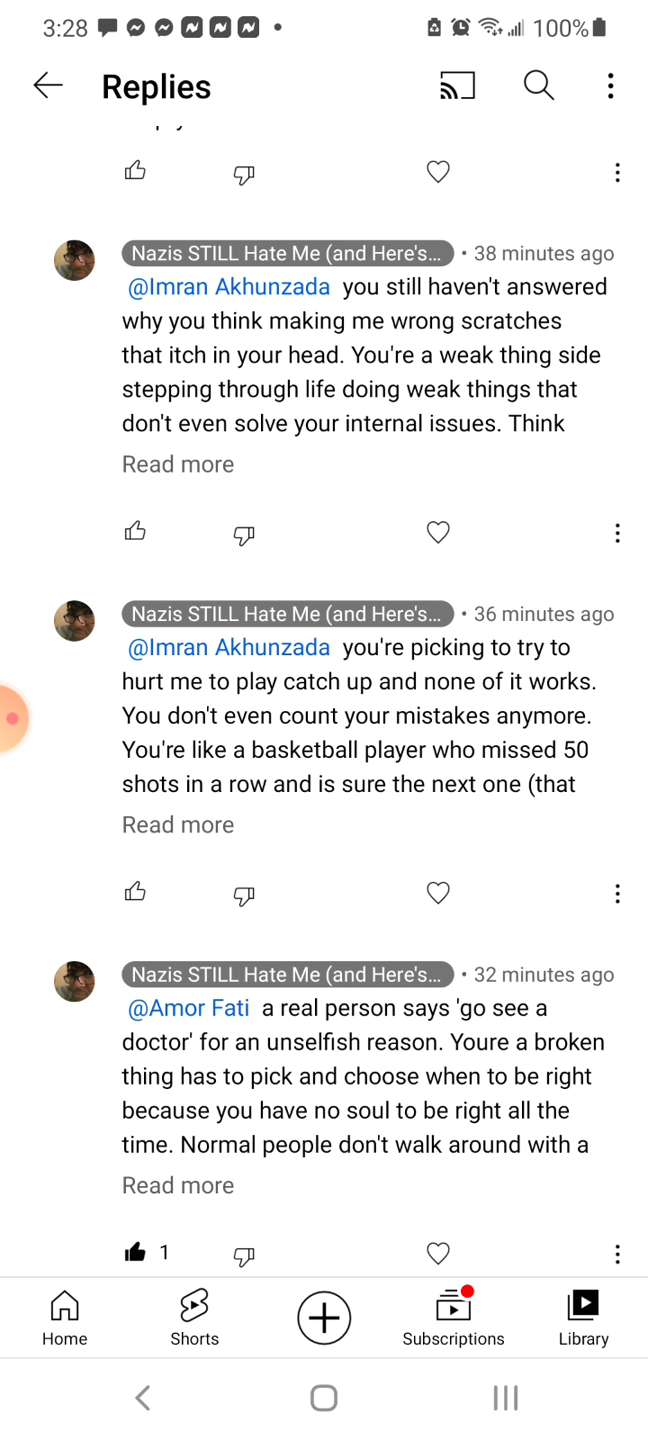 3:28
100%
Replies
Nazis STILL Hate Me (and Here's... • 38 minutes ago
@Imran Akhunzada you still haven't answered
why you think making me wrong scratches
that itch in your head. You're a weak thing side
stepping through life doing weak things that
don't even solve your internal issues. Think
Read more
Nazis STILL Hate Me (and Here's... • 36 minutes ago
@Imran Akhunzada you're picking to try to
hurt me to play catch up and none of it works.
You don't even count your mistakes anymore.
You're like a basketball player who missed 50
shots in a row and is sure the next one (that
Read more
Nazis STILL Hate Me (and Here's... • 32 minutes ago
@Amor Fati a real person says 'go see a
doctor' for an unselfish reason. Youre a broken
thing has to pick and choose when to be right
because you have no soul to be right all the
time. Normal people don't walk around with a
Read more
1
Home Shorts Subscriptions Library